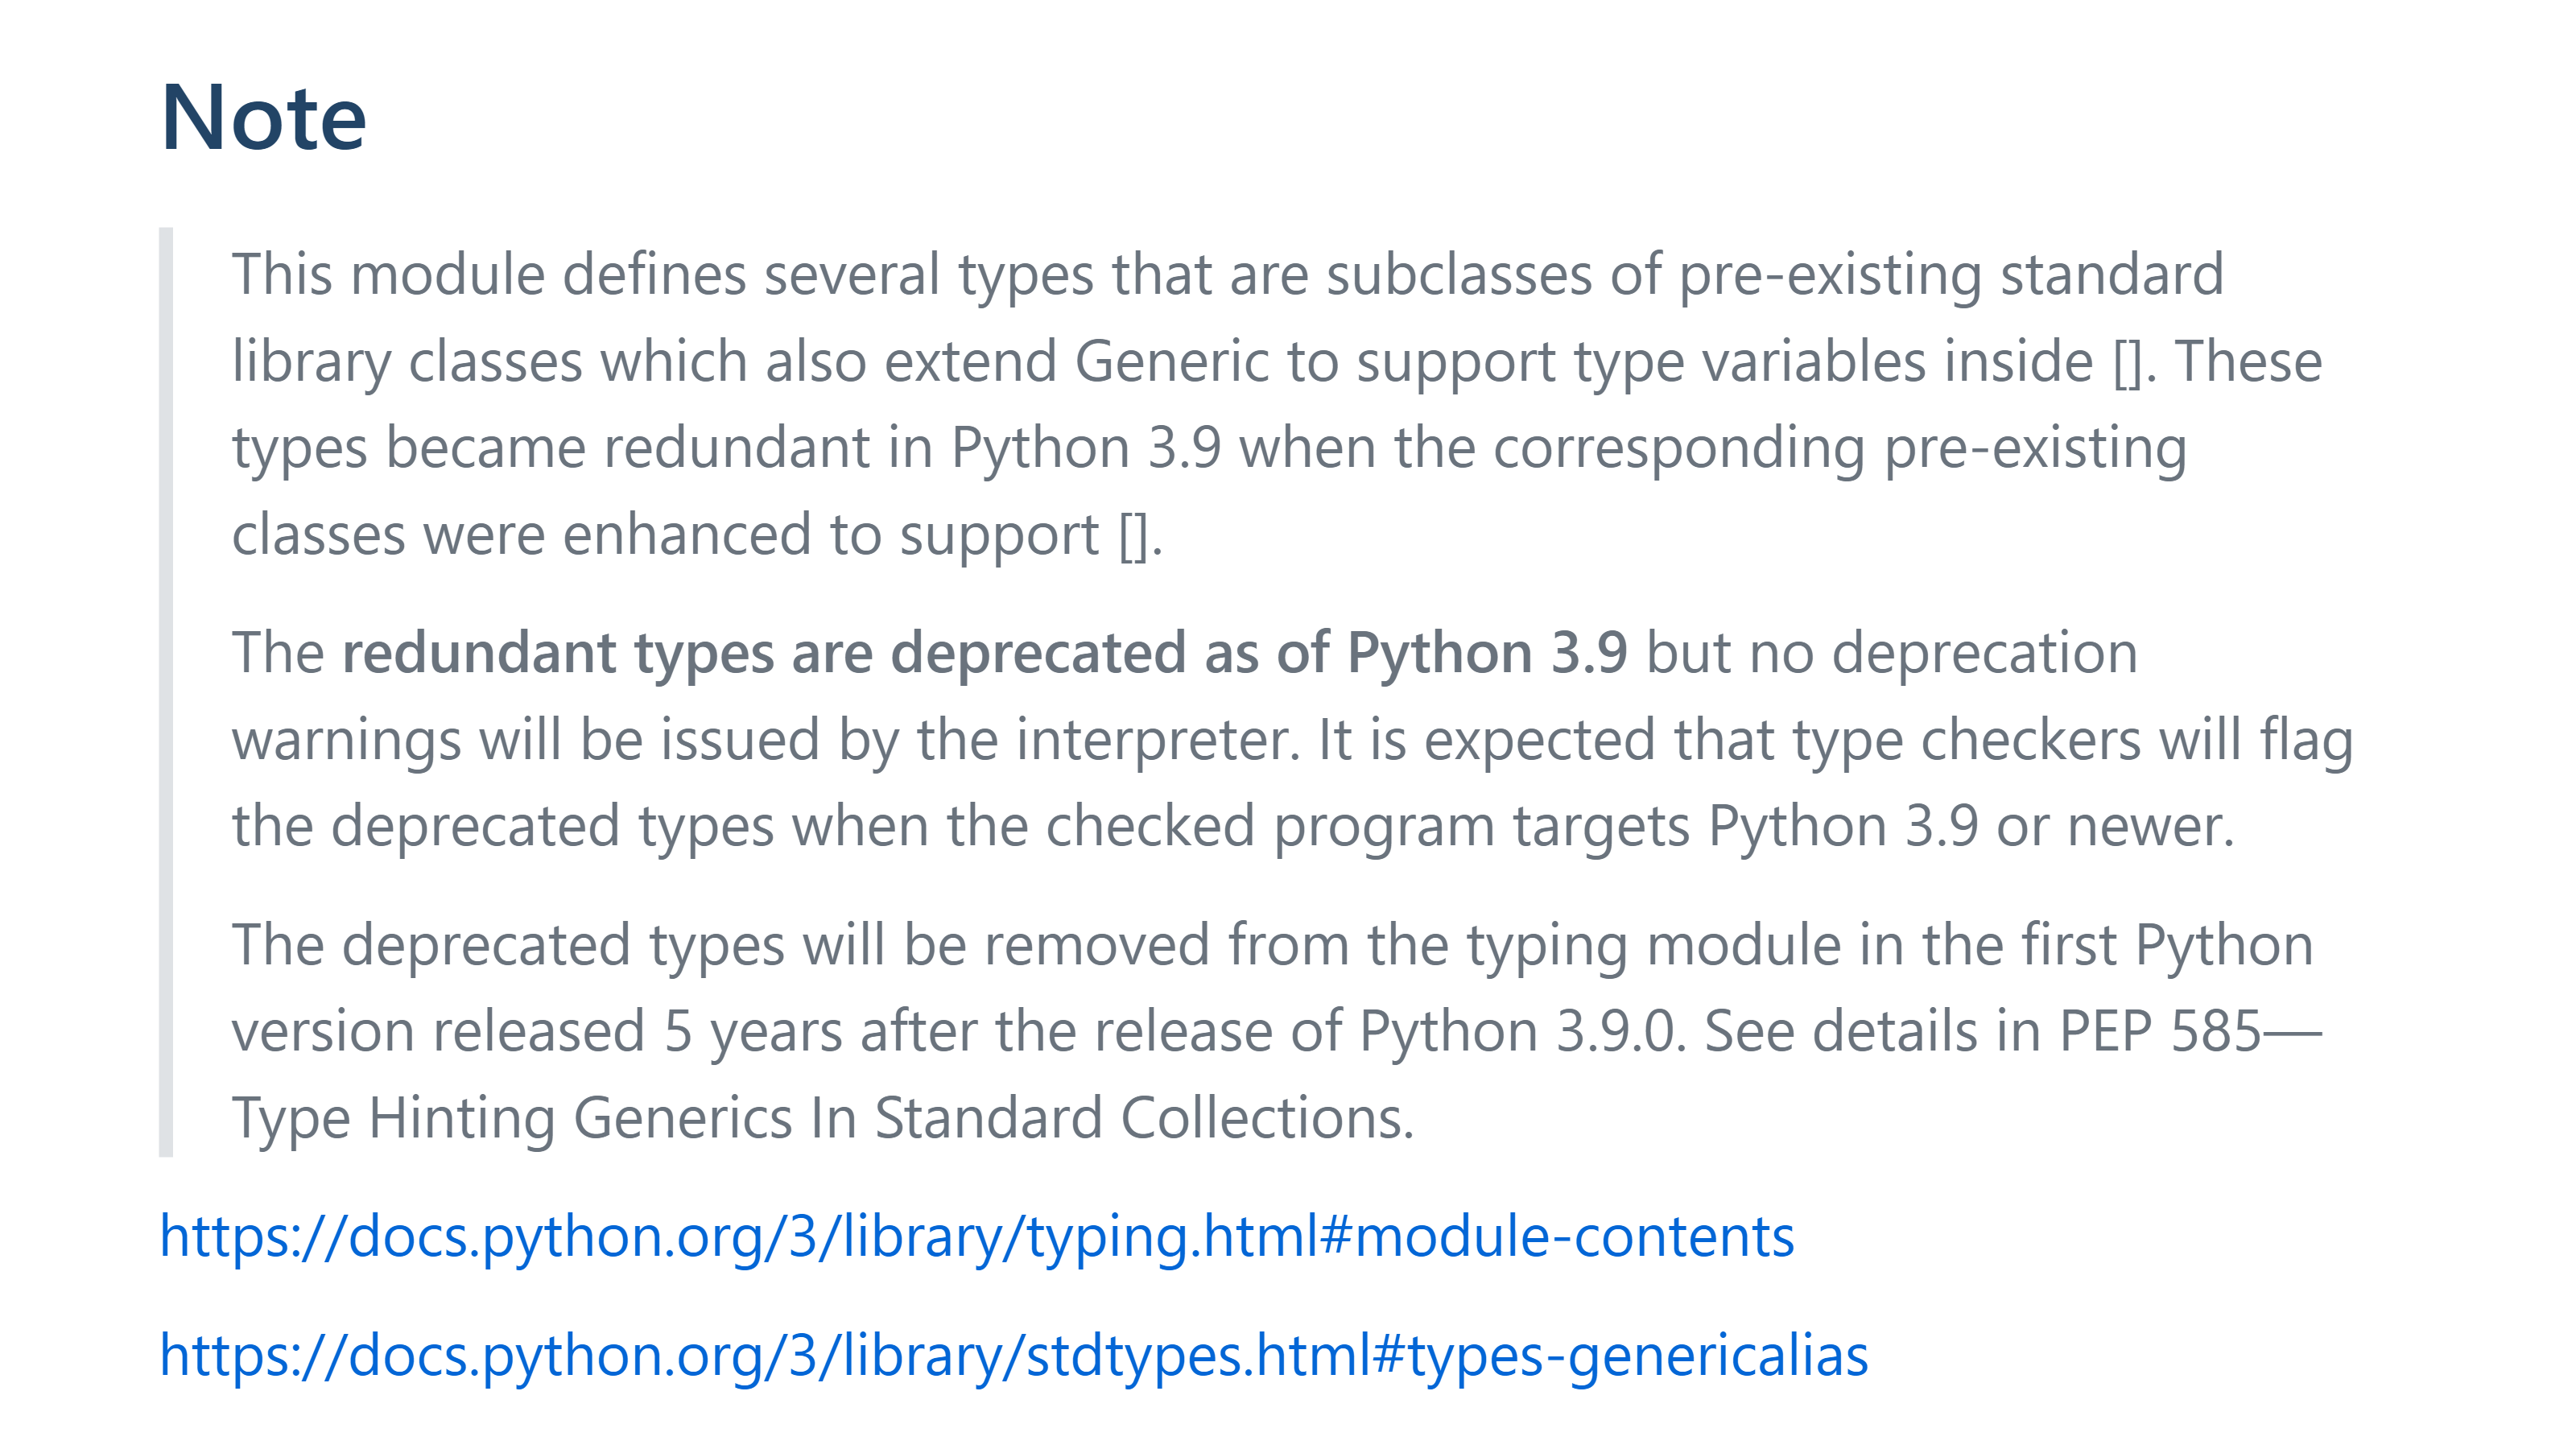 Note
This module defines several types that are subclasses of pre-existing standard
library classes which also extend Generic to support type variables inside []. These
types became redundant in Python 3.9 when the corresponding pre-existing
classes were enhanced to support [].
The redundant types are deprecated as of Python 3.9 but no deprecation
warnings will be issued by the interpreter. It is expected that type checkers will flag
the deprecated types when the checked program targets Python 3.9 or newer.
The deprecated types will be removed from the typing module in the first Python
version released 5 years after the release of Python 3.9.0. See details in PEP 585—
Type Hinting Generics In Standard Collections.
https://docs.python.org/3/library/typing.html#module-contents
https://docs.python.org/3/library/stdtypes.html#types-genericalias